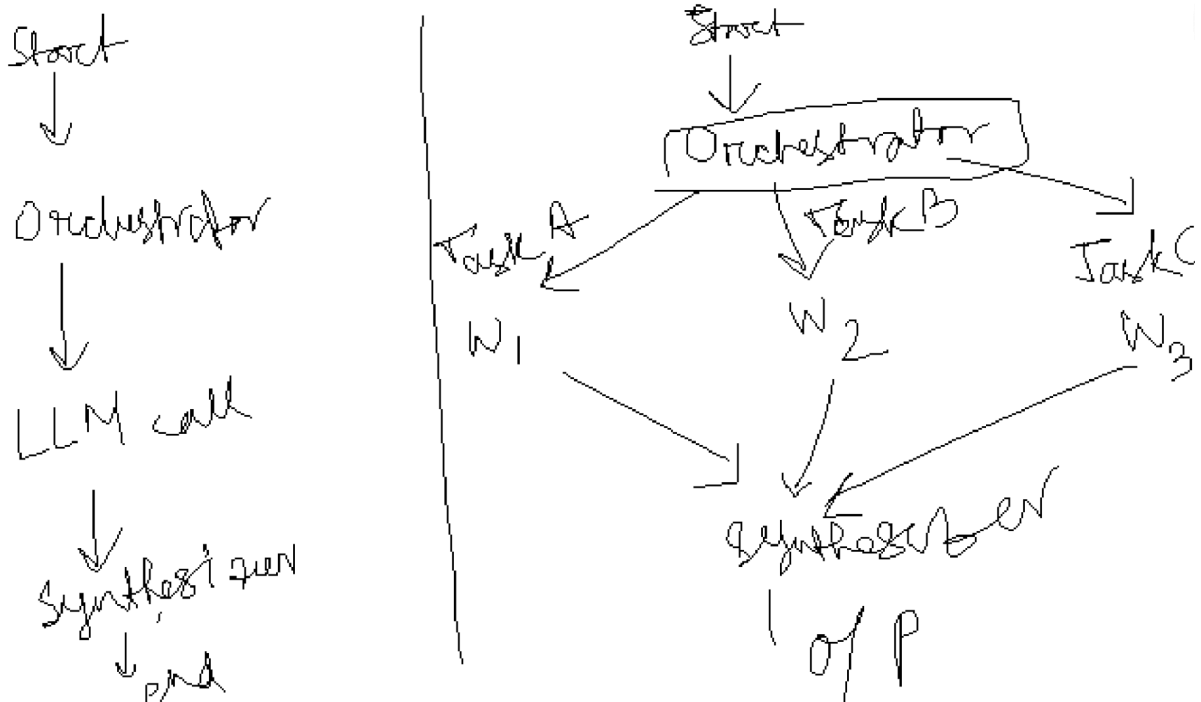 Start
Orchestrator
LLM call
Synthesizer
End
Start
Orchestrator
Task A
Task B
Task C
W1
W2
W3
Synthesizer
O/P